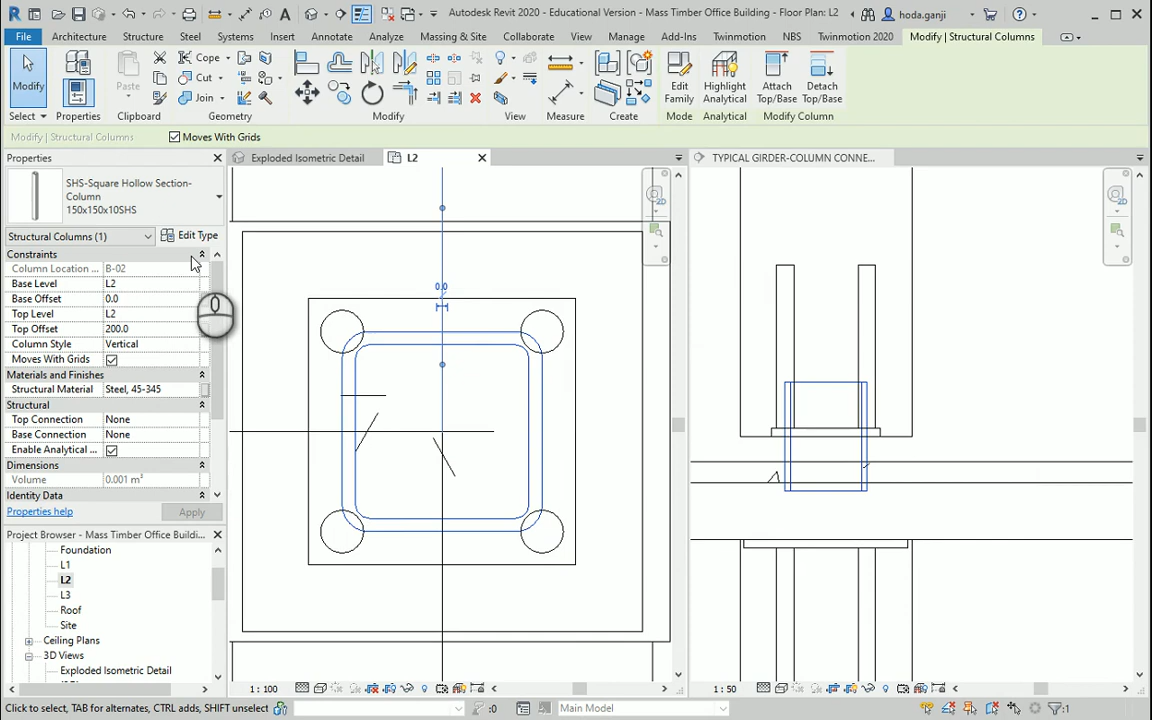 Autodesk Revit 2020 - Educational Version - Mass Timber Office Building - Floor Plan: L2
hoda.ganji
File Architecture Structure Steel Systems Insert Annotate Analyze Massing & Site Collaborate View Manage Add-Ins Twinmotion NBS Twinmotion 2020 Modify | Structural Columns
Modify
Properties
Paste
Cope
Cut
Join
Edit Family
Highlight Analytical
Attach Top/Base
Detach Top/Base
Select Properties Clipboard Geometry Modify View Measure Create Mode Analytical Modify Column
Modify | Structural Columns Moves With Grids
Properties
Exploded Isometric Detail
L2
TYPICAL GIRDER-COLUMN CONNE...
SHS-Square Hollow Section-
Column
150x150x10SHS
Structural Columns (1) Edit Type
Constraints
Column Location ... B-02
Base Level L2
Base Offset 0.0
Top Level L2
Top Offset 200.0
Column Style Vertical
Moves With Grids
Materials and Finishes
Structural Material Steel, 45-345
Structural
Top Connection None
Base Connection None
Enable Analytical ...
Dimensions
Volume 0.001 m³
Identity Data
Properties help Apply
Project Browser - Mass Timber Office Buildin...
Foundation
L1
L2
L3
Roof
Site
Ceiling Plans
3D Views
Exploded Isometric Detail
0.0
2D
2D
1 : 100
1 : 50
Click to select, TAB for alternates, CTRL adds, SHIFT unselect
:0
Main Model
:1